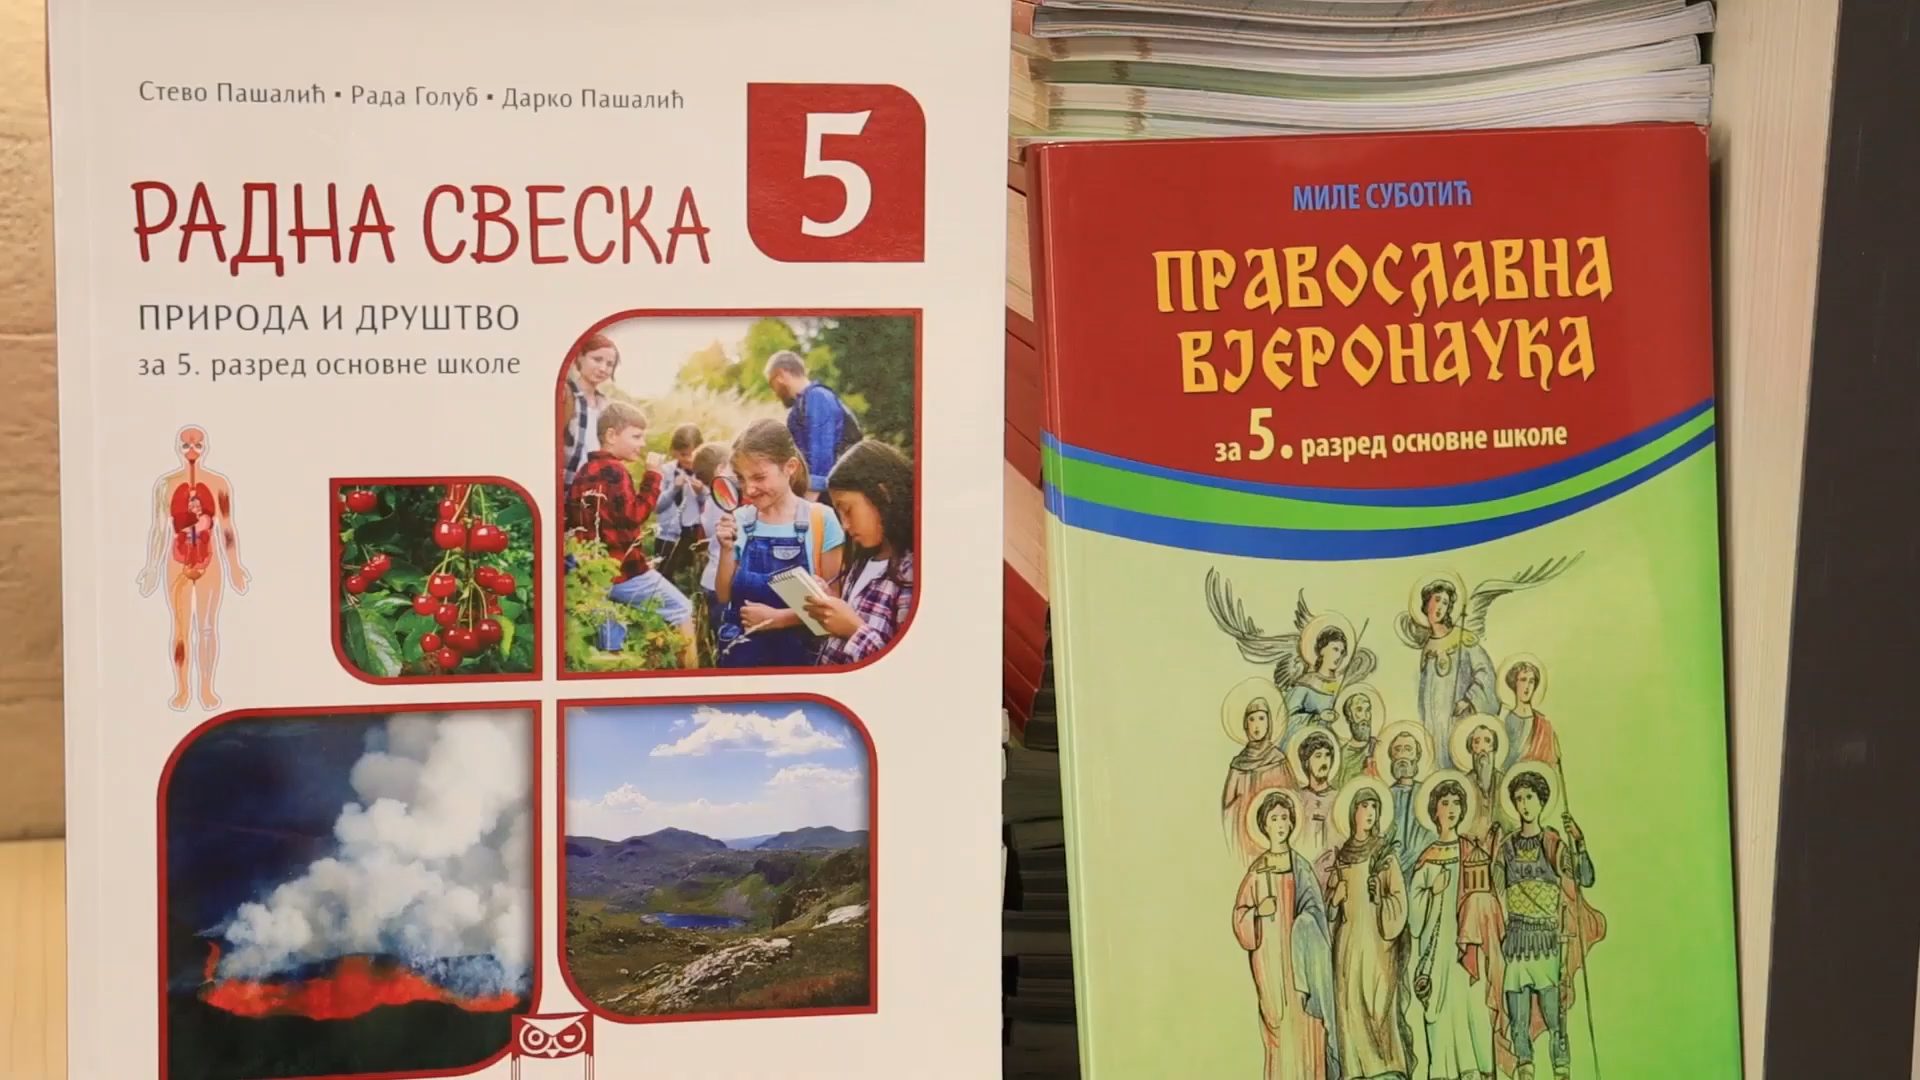 Стево Пашалић • Рада Голуб • Дарко Пашалић
5
РАДНА СВЕСКА
ПРИРОДА И ДРУШТВО
за 5. разред основне школе
МИЛЕ СУБОТИЋ
ПРАВОСЛАВНА
ВЈЕРОНАУКА
за 5. разред основне школе